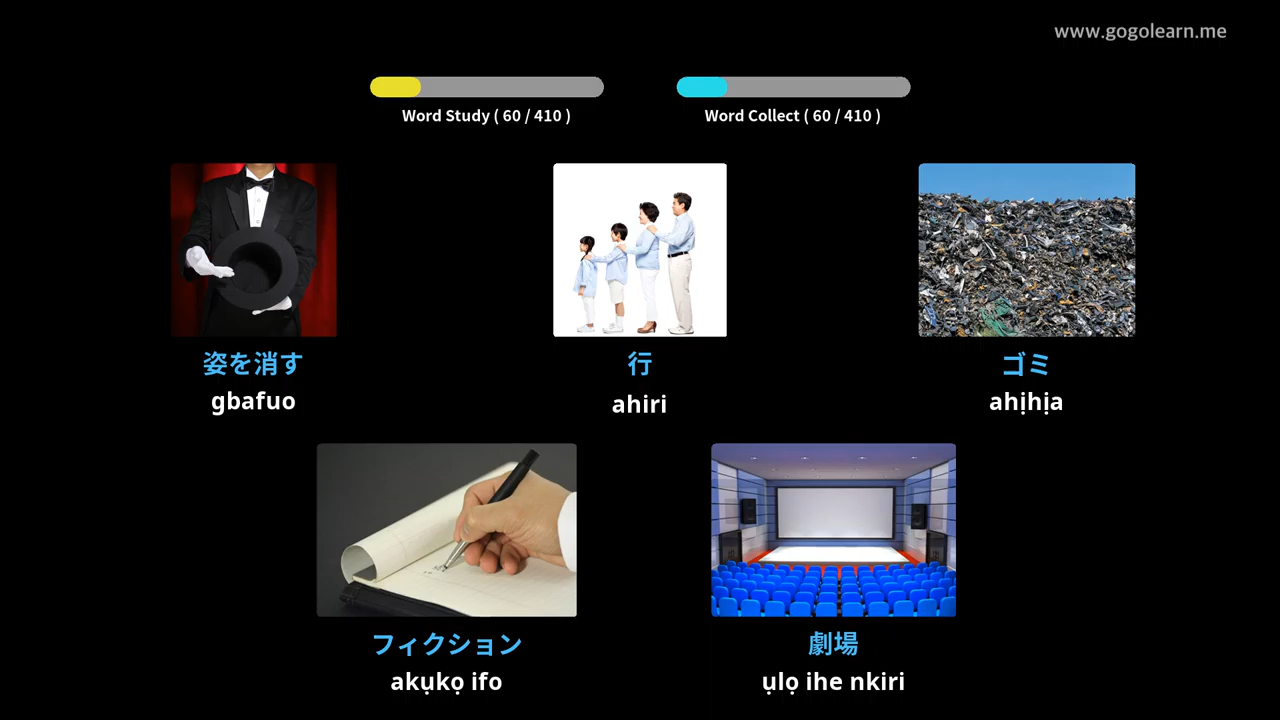 www.gogolearn.me
Word Study ( 60 / 410 )
Word Collect ( 60 / 410 )
姿を消す
gbafuo
行
ahiri
ゴミ
ahịhịa
フィクション
akụkọ ifo
劇場
ụlọ ihe nkiri